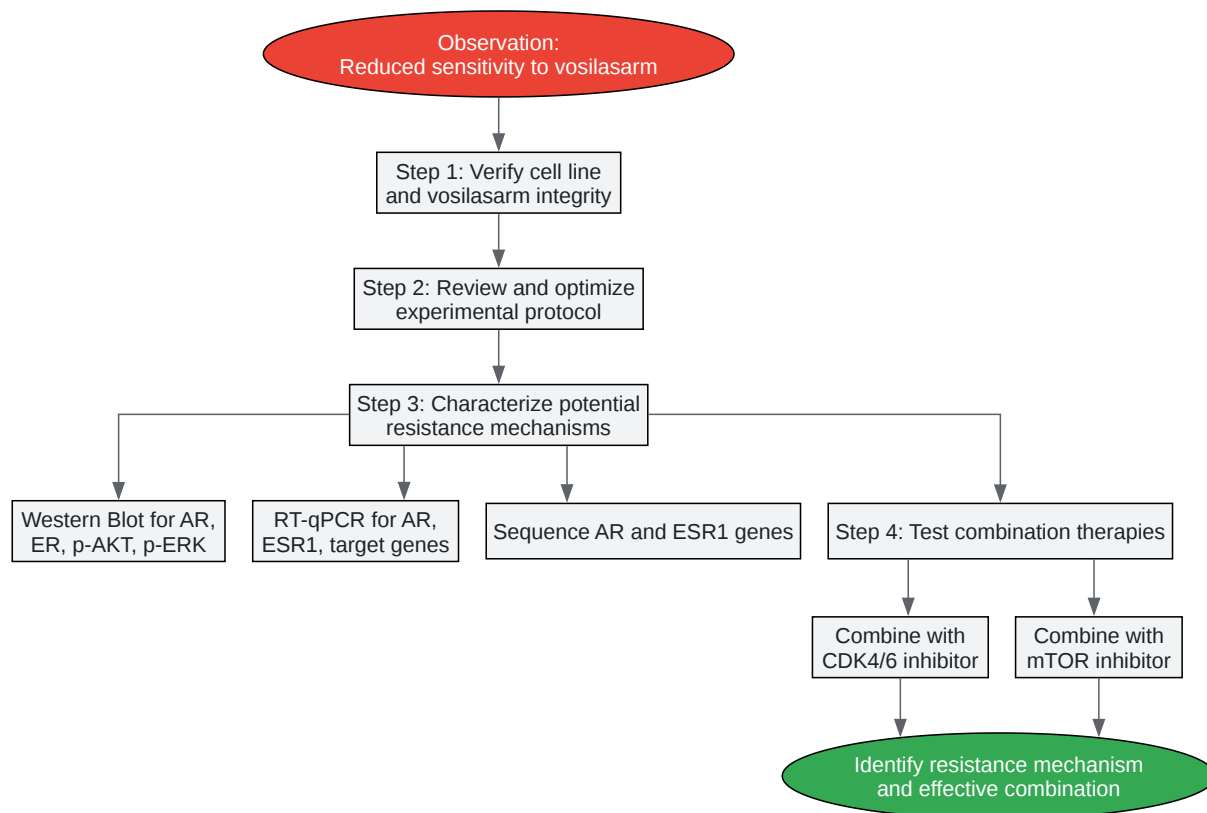 Observation:
Reduced sensitivity to vosilasarm
Step 1: Verify cell line
and vosilasarm integrity
Step 2: Review and optimize
experimental protocol
Step 3: Characterize potential
resistance mechanisms
Western Blot for AR,
ER, p-AKT, p-ERK
RT-qPCR for AR,
ESR1, target genes
Sequence AR and ESR1 genes
Step 4: Test combination therapies
Combine with
CDK4/6 inhibitor
Combine with
mTOR inhibitor
Identify resistance mechanism
and effective combination